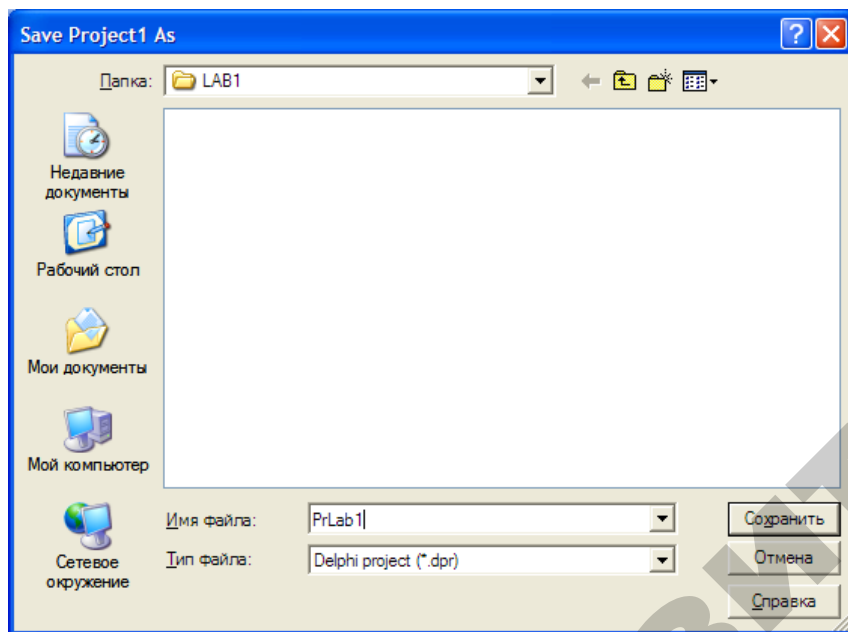 Save Project1 As
Папка:
LAB1
Недавние
документы
Рабочий стол
Мои документы
Мой компьютер
Сетевое
окружение
Имя файла:
PrLab1
Сохранить
Тип файла:
Delphi project (*.dpr)
Отмена
Справка